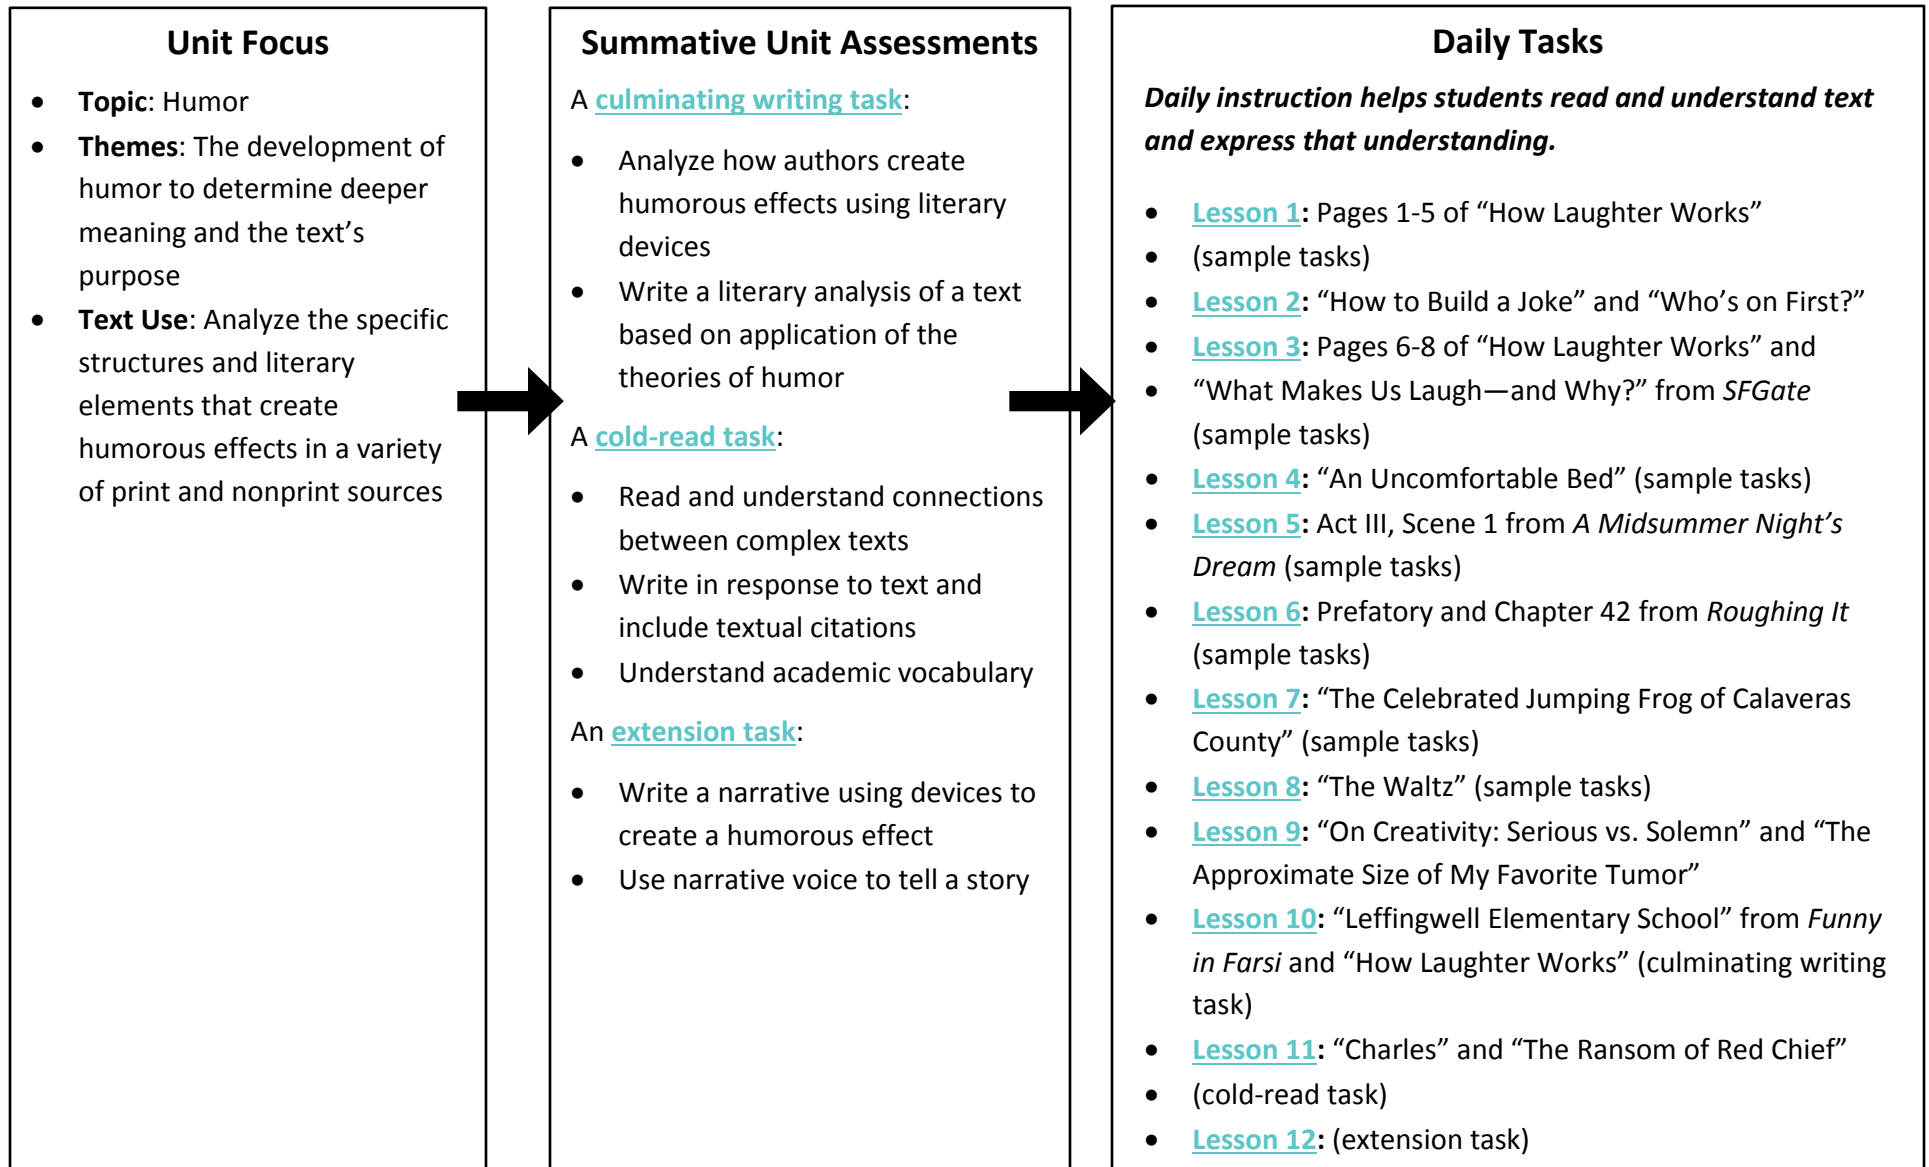 Unit Focus
• Topic: Humor
• Themes: The development of
humor to determine deeper
meaning and the text’s
purpose
• Text Use: Analyze the specific
structures and literary
elements that create
humorous effects in a variety
of print and nonprint sources
Summative Unit Assessments
A culminating writing task:
• Analyze how authors create
humorous effects using literary
devices
• Write a literary analysis of a text
based on application of the
theories of humor
A cold-read task:
• Read and understand connections
between complex texts
• Write in response to text and
include textual citations
• Understand academic vocabulary
An extension task:
• Write a narrative using devices to
create a humorous effect
• Use narrative voice to tell a story
Daily Tasks
Daily instruction helps students read and understand text
and express that understanding.
• Lesson 1: Pages 1-5 of “How Laughter Works”
• (sample tasks)
• Lesson 2: “How to Build a Joke” and “Who’s on First?”
• Lesson 3: Pages 6-8 of “How Laughter Works” and
• “What Makes Us Laugh—and Why?” from SFGate
(sample tasks)
• Lesson 4: “An Uncomfortable Bed” (sample tasks)
• Lesson 5: Act III, Scene 1 from A Midsummer Night’s
Dream (sample tasks)
• Lesson 6: Prefatory and Chapter 42 from Roughing It
(sample tasks)
• Lesson 7: “The Celebrated Jumping Frog of Calaveras
County” (sample tasks)
• Lesson 8: “The Waltz” (sample tasks)
• Lesson 9: “On Creativity: Serious vs. Solemn” and “The
Approximate Size of My Favorite Tumor”
• Lesson 10: “Leffingwell Elementary School” from Funny
in Farsi and “How Laughter Works” (culminating writing
task)
• Lesson 11: “Charles” and “The Ransom of Red Chief”
• (cold-read task)
• Lesson 12: (extension task)